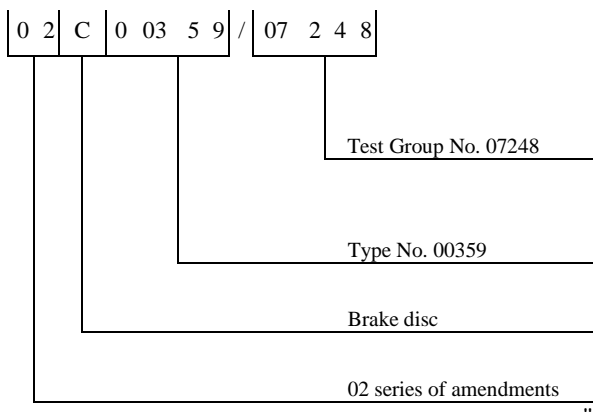 0 2 C 0 03 5 9 / 07 2 4 8
Test Group No. 07248
Type No. 00359
Brake disc
02 series of amendments
"